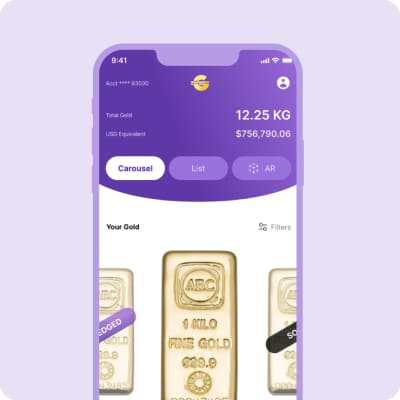 9:41
Acct **** 93030
Total Gold
12.25 KG
USD Equivalent
$756,790.06
Carousel
List
AR
Your Gold
Filters
ABC
1 KILO
FINE GOLD
999.9
EDGED
SO